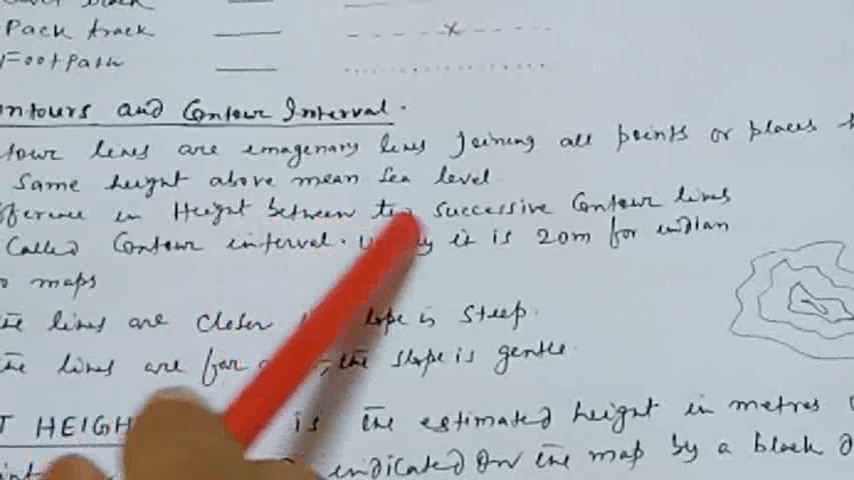 Pack track
Foot path
ntours and Contour Interval.
tour lines are emagenary lines Joining all points or places
Same height above mean Sea level
fference in Height between successive Contour lines
Called Contour interval. it is 20m for indian
maps
lines are Closer slope is Steep.
lines are far the slope is gentle.
T HEIGH is the estimated height in metres
indicated On the map by a black